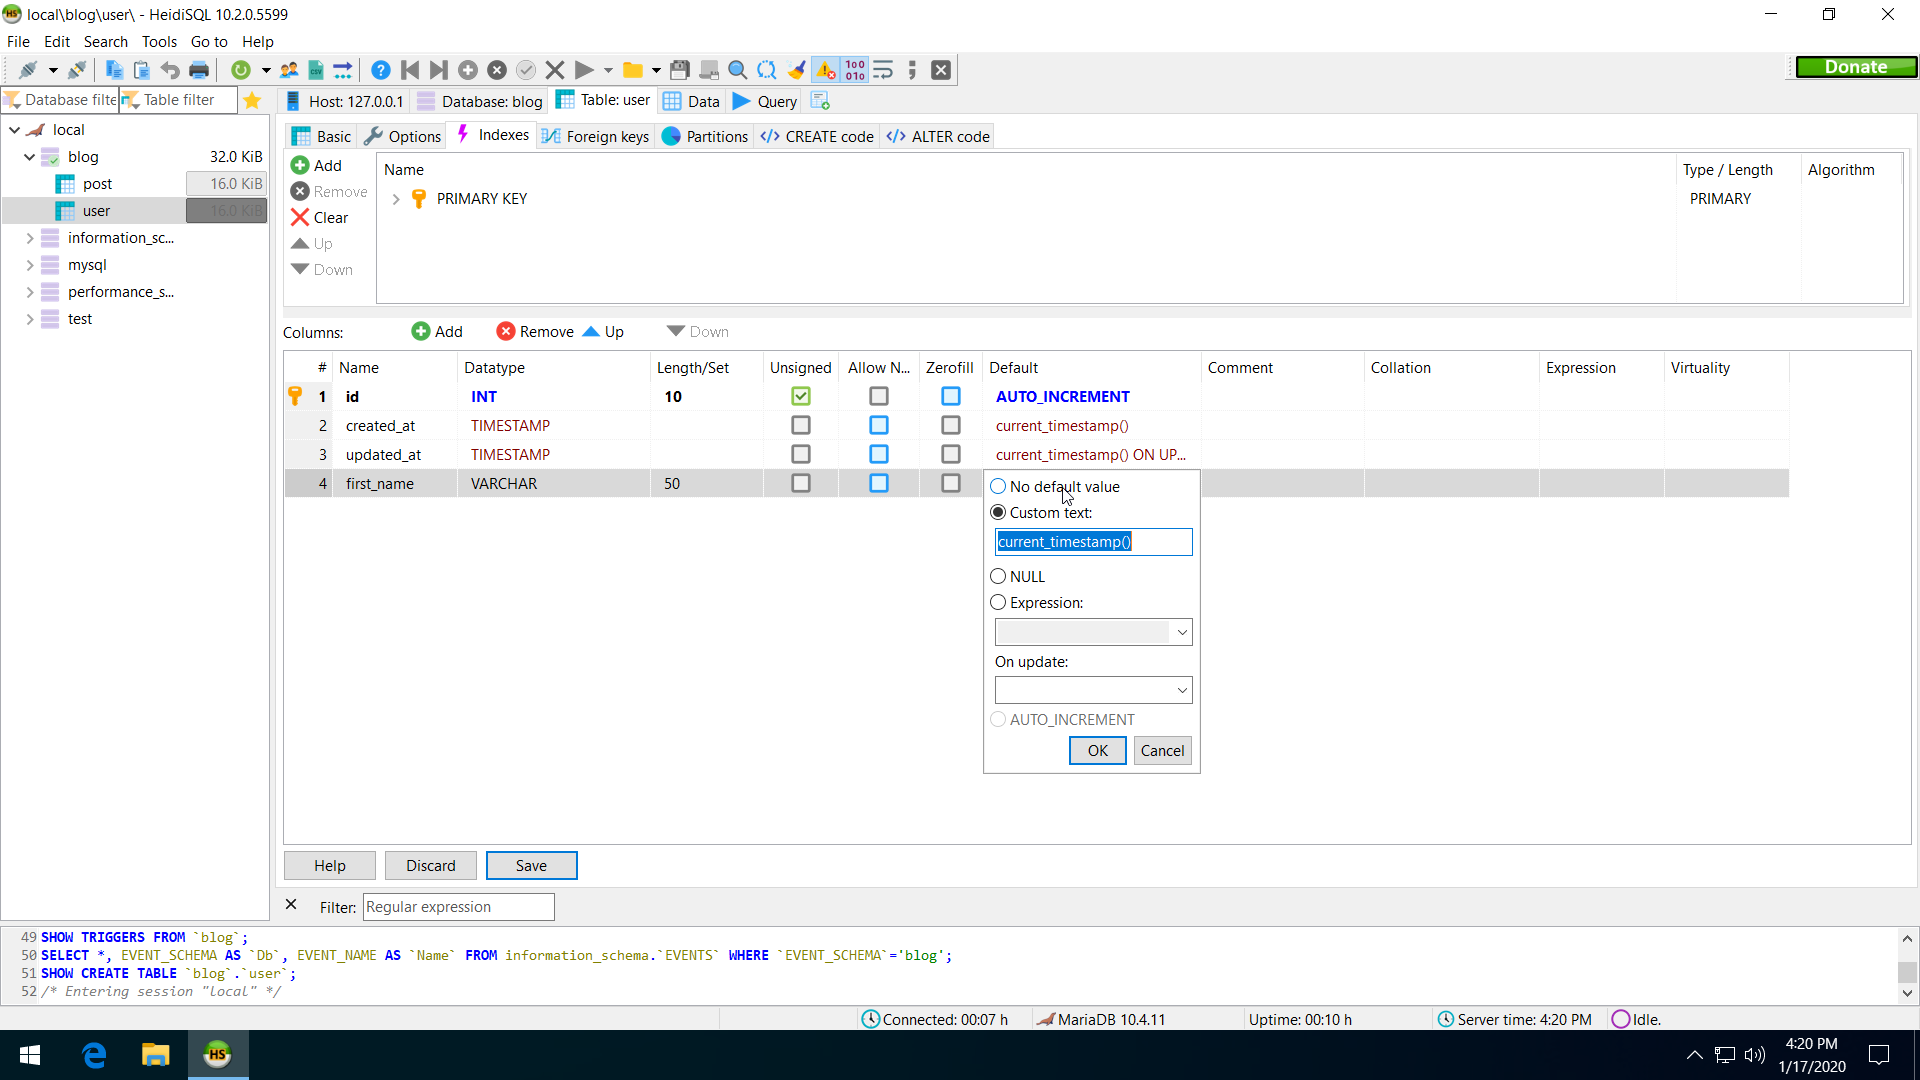 local\blog\user\ - HeidiSQL 10.2.0.5599
File Edit Search Tools Go to Help
Donate
Database filte Table filter
Host: 127.0.0.1 Database: blog Table: user Data Query
local
blog 32.0 KiB
post 16.0 KiB
user 16.0 KiB
information_sc...
mysql
performance_s...
test
Basic Options Indexes Foreign keys Partitions CREATE code ALTER code
Add
Remove
Clear
Up
Down
Name Type / Length Algorithm
PRIMARY KEY PRIMARY
Columns: Add Remove Up Down
# Name Datatype Length/Set Unsigned Allow N... Zerofill Default Comment Collation Expression Virtuality
1 id INT 10 AUTO_INCREMENT
2 created_at TIMESTAMP current_timestamp()
3 updated_at TIMESTAMP current_timestamp() ON UP...
4 first_name VARCHAR 50
No default value
Custom text:
current_timestamp()
NULL
Expression:
On update:
AUTO_INCREMENT
OK Cancel
Help Discard Save
Filter: Regular expression
49 SHOW TRIGGERS FROM `blog`;
50 SELECT *, EVENT_SCHEMA AS `Db`, EVENT_NAME AS `Name` FROM information_schema.`EVENTS` WHERE `EVENT_SCHEMA`='blog';
51 SHOW CREATE TABLE `blog`.`user`;
52 /* Entering session "local" */
Connected: 00:07 h MariaDB 10.4.11 Uptime: 00:10 h Server time: 4:20 PM Idle.
HS
4:20 PM
1/17/2020